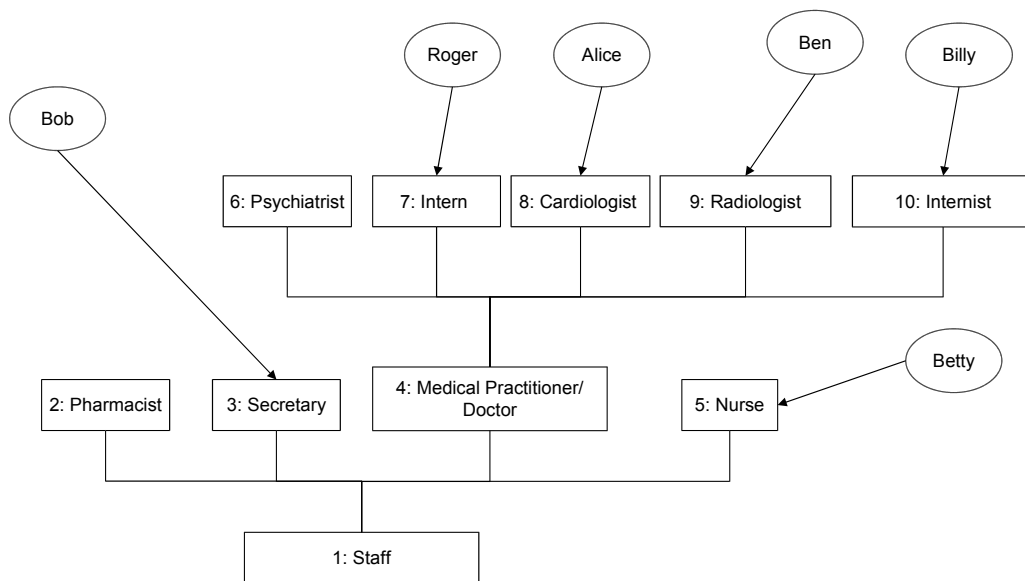 Roger
Alice
Ben
Billy
Bob
6: Psychiatrist
7: Intern
8: Cardiologist
9: Radiologist
10: Internist
Betty
2: Pharmacist
3: Secretary
4: Medical Practitioner/
Doctor
5: Nurse
1: Staff